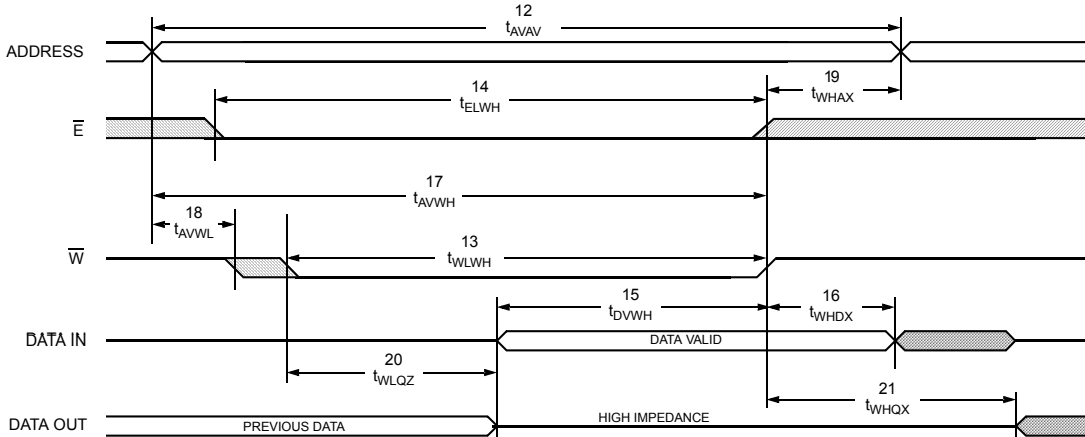 12
tAVAV
ADDRESS
14
tELWH
19
tWHAX
E
17
tAVWH
18
tAVWL
13
tWLWH
W
15
tDVWH
16
tWHDX
DATA IN
DATA VALID
20
tWLQZ
21
tWHQX
DATA OUT
PREVIOUS DATA
HIGH IMPEDANCE